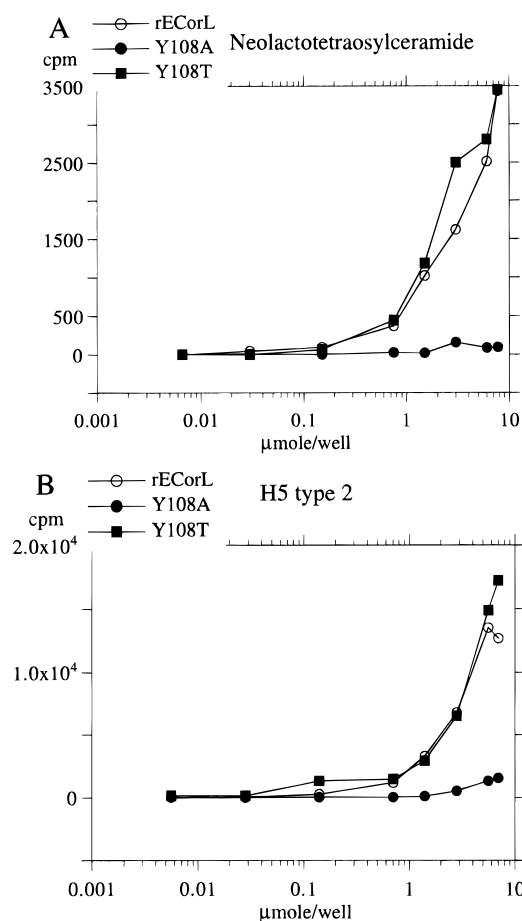 A
rECorL
Y108A
Y108T
Neolactotetraosylceramide
cpm
3500
2500
1500
500
0
0.001
0.01
0.1
1
10
µmole/well
B
rECorL
Y108A
Y108T
H5 type 2
cpm
2.0x10⁴
1.0x10⁴
0
0.001
0.01
0.1
1
10
µmole/well